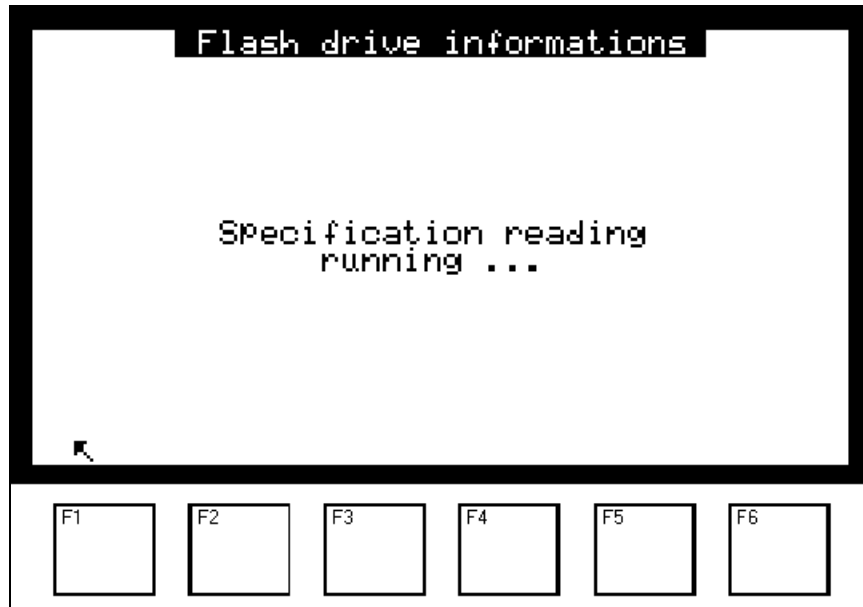 Flash drive informations
Specification reading
running ...
F1 F2 F3 F4 F5 F6